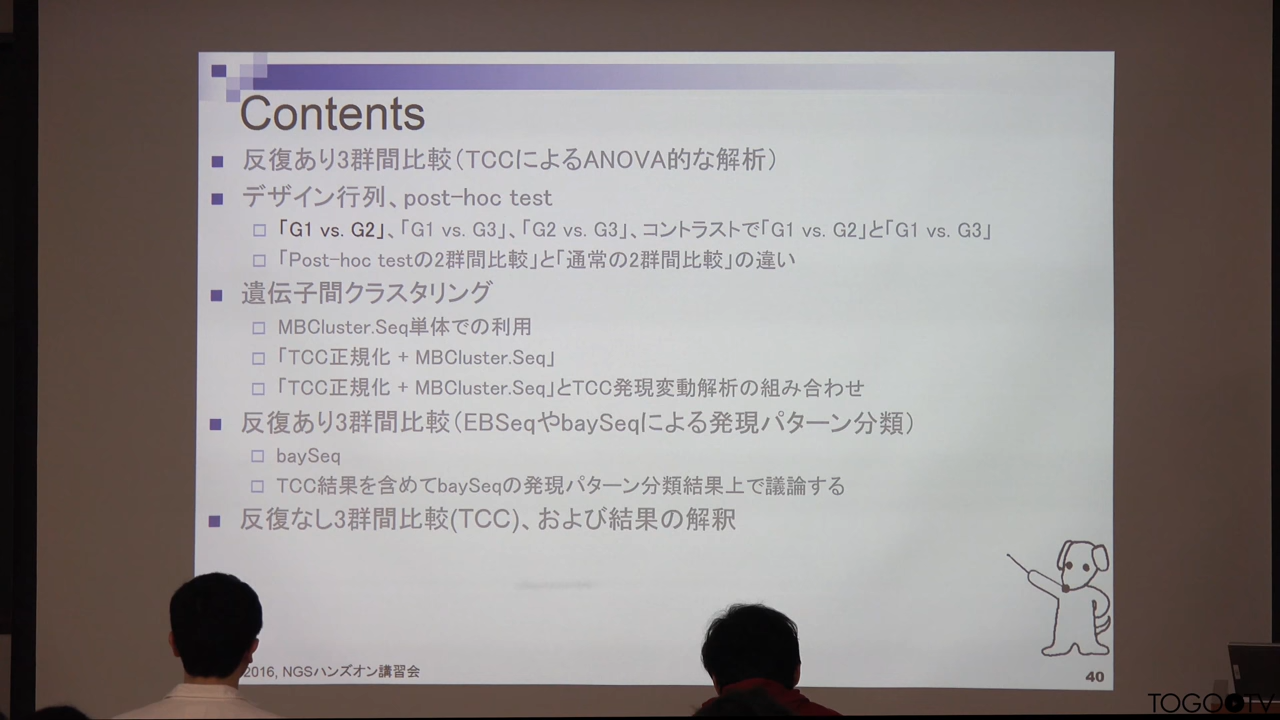 Contents
反復あり3群間比較（TCCによるANOVA的な解析）
デザイン行列、post-hoc test
「G1 vs. G2」、「G1 vs. G3」、「G2 vs. G3」、コントラストで「G1 vs. G2」と「G1 vs. G3」
「Post-hoc testの2群間比較」と「通常の2群間比較」の違い
遺伝子間クラスタリング
MBCluster.Seq単体での利用
「TCC正規化 + MBCluster.Seq」
「TCC正規化 + MBCluster.Seq」とTCC発現変動解析の組み合わせ
反復あり3群間比較（EBSeqやbaySeqによる発現パターン分類）
baySeq
TCC結果を含めてbaySeqの発現パターン分類結果上で議論する
反復なし3群間比較(TCC)、および結果の解釈
2016, NGSハンズオン講習会
40
TOGOTV